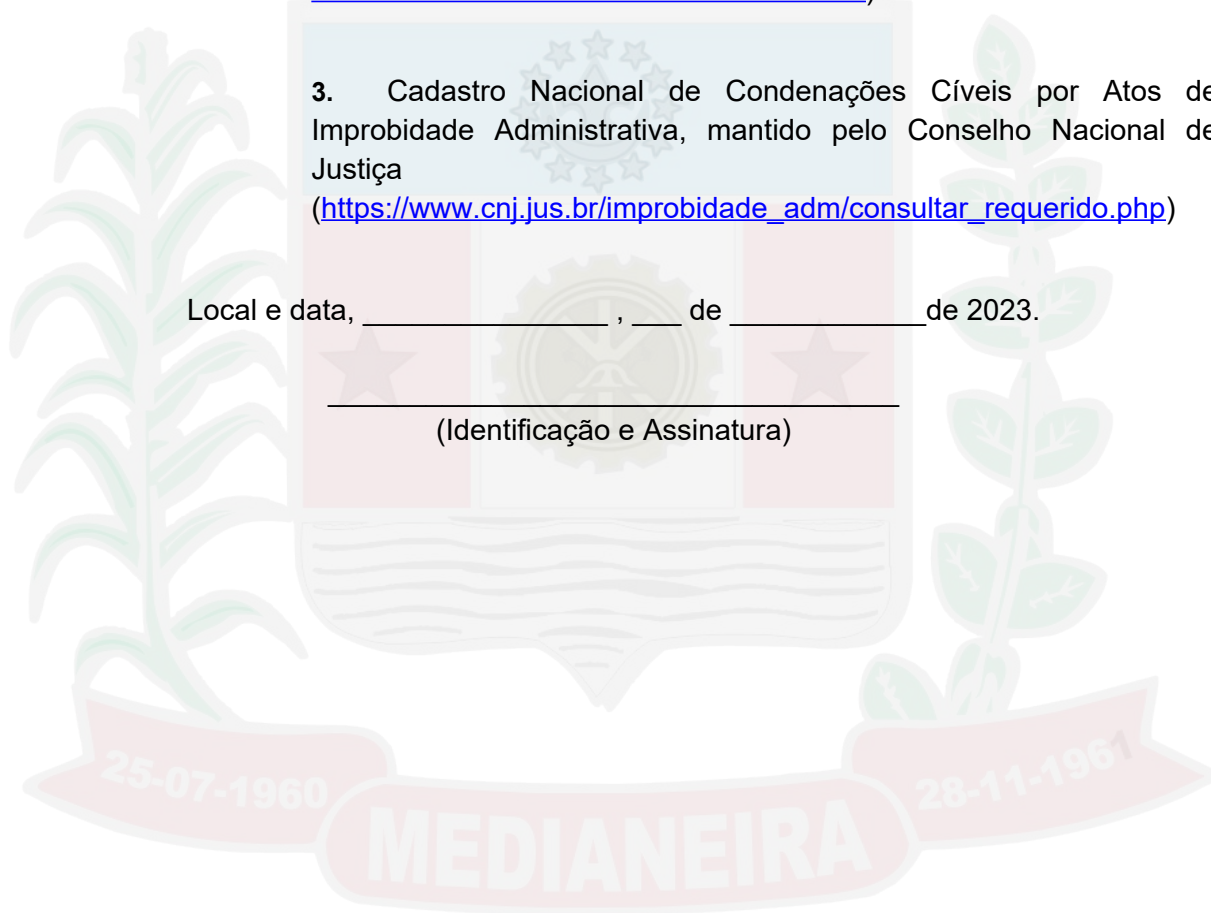 )
3. Cadastro Nacional de Condenações Cíveis por Atos de
Improbidade Administrativa, mantido pelo Conselho Nacional de
Justiça
(https://www.cnj.jus.br/improbidade_adm/consultar_requerido.php)
Local e data, _______________ , ___ de ____________de 2023.
___________________________________
(Identificação e Assinatura)
25-07-1960
28-11-1961
MEDIANEIRA